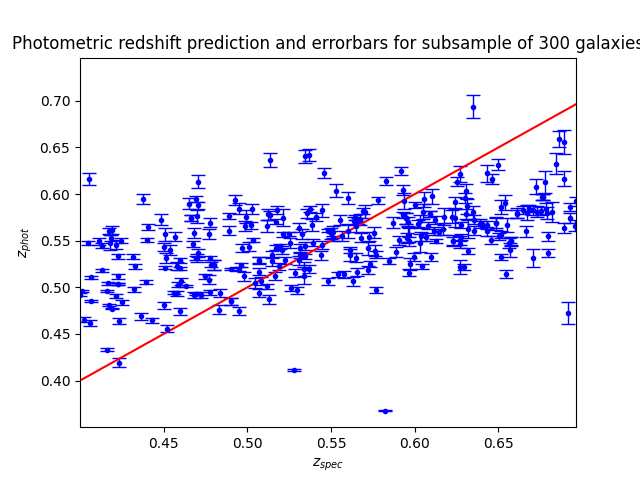 Photometric redshift prediction and errorbars for subsample of 300 galaxies
0.70
0.65
0.60
0.55
0.50
0.45
0.40
z_phot
0.45 0.50 0.55 0.60 0.65
z_spec